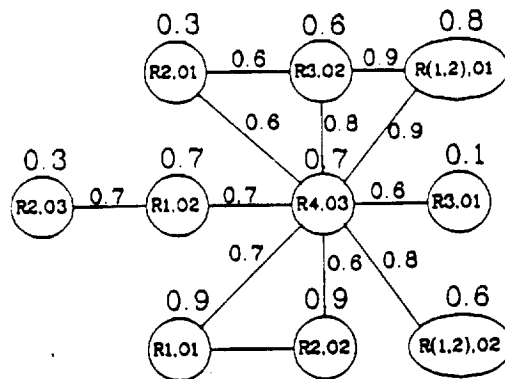 0.3 0.6 0.8
R2,01 0.6 R3,02 0.9 R(1,2),01
0.6 0.8 0.9
0.3 0.7 0.7 0.1
R2,03 0.7 R1,02 0.7 R4,03 0.6 R3,01
0.7 0.6 0.8
0.9 0.9 0.6
R1,01 R2,02 R(1,2),02